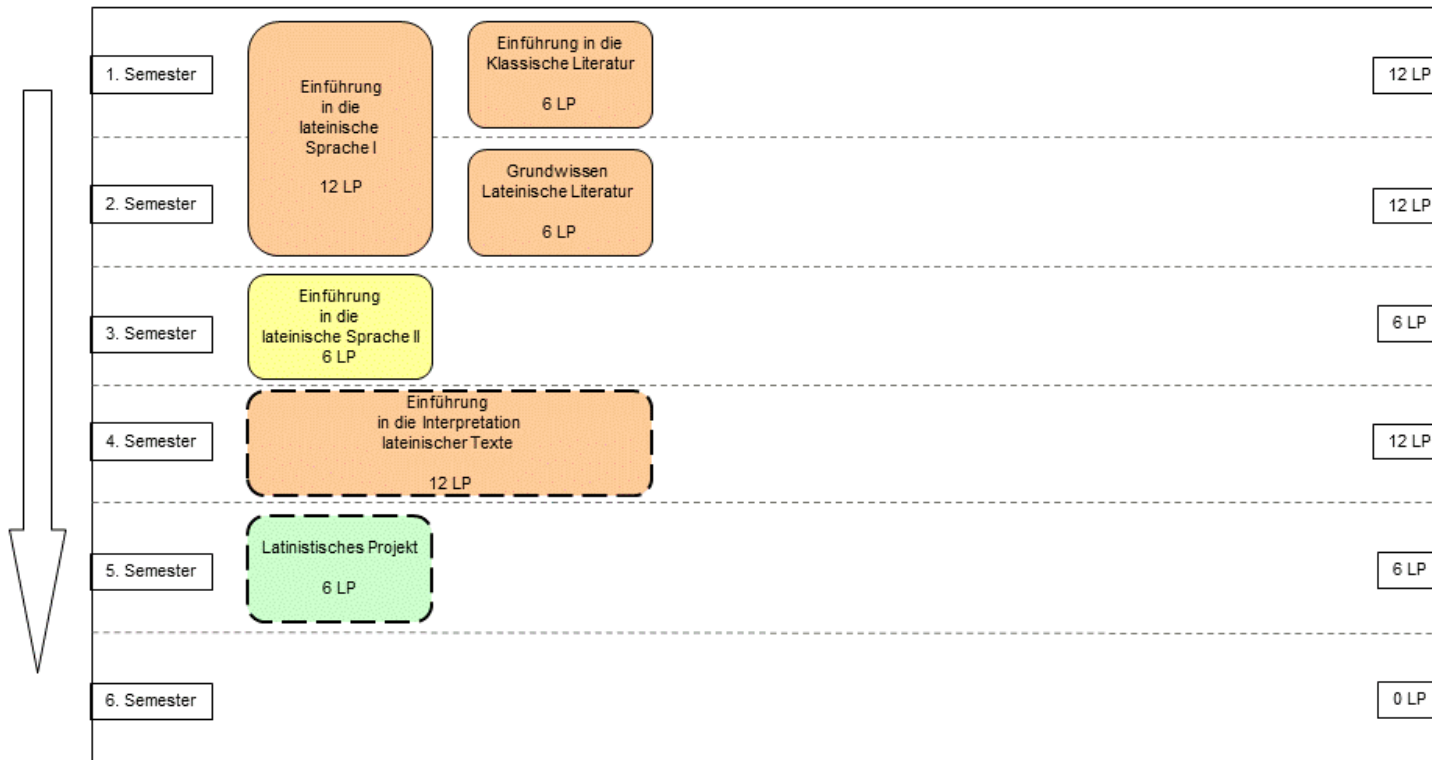 1. Semester
Einführung
in die
lateinische
Sprache I
12 LP
Einführung in die
Klassische Literatur
6 LP
12 LP
2. Semester
Grundwissen
Lateinische Literatur
6 LP
12 LP
3. Semester
Einführung
in die
lateinische Sprache II
6 LP
6 LP
4. Semester
Einführung
in die Interpretation
lateinischer Texte
12 LP
12 LP
5. Semester
Latinistisches Projekt
6 LP
6 LP
6. Semester
0 LP